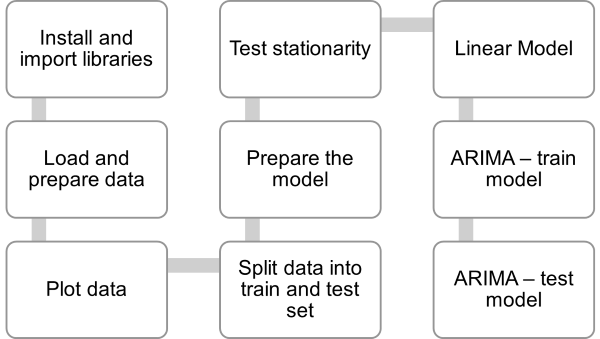 Install and
import libraries
Load and
prepare data
Plot data
Split data into
train and test
set
Prepare the
model
Test stationarity
Linear Model
ARIMA – train
model
ARIMA – test
model